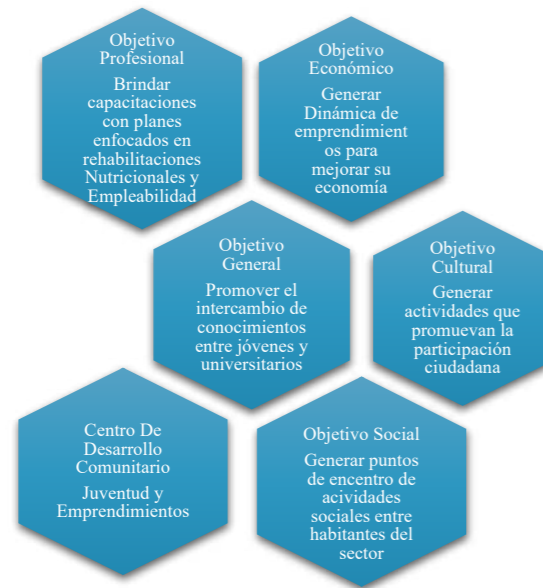 Objetivo
Profesional
Brindar
capacitaciones
con planes
enfocados en
rehabilitaciones
Nutricionales y
Empleabilidad
Objetivo
Económico
Generar
Dinámica de
emprendimient
os para
mejorar su
economía
Objetivo
General
Promover el
intercambio de
conocimientos
entre jóvenes y
universitarios
Objetivo
Cultural
Generar
actividades que
promuevan la
participación
ciudadana
Centro De
Desarrollo
Comunitario
Juventud y
Emprendimientos
Objetivo Social
Generar puntos
de encentro de
acividades
sociales entre
habitantes del
sector